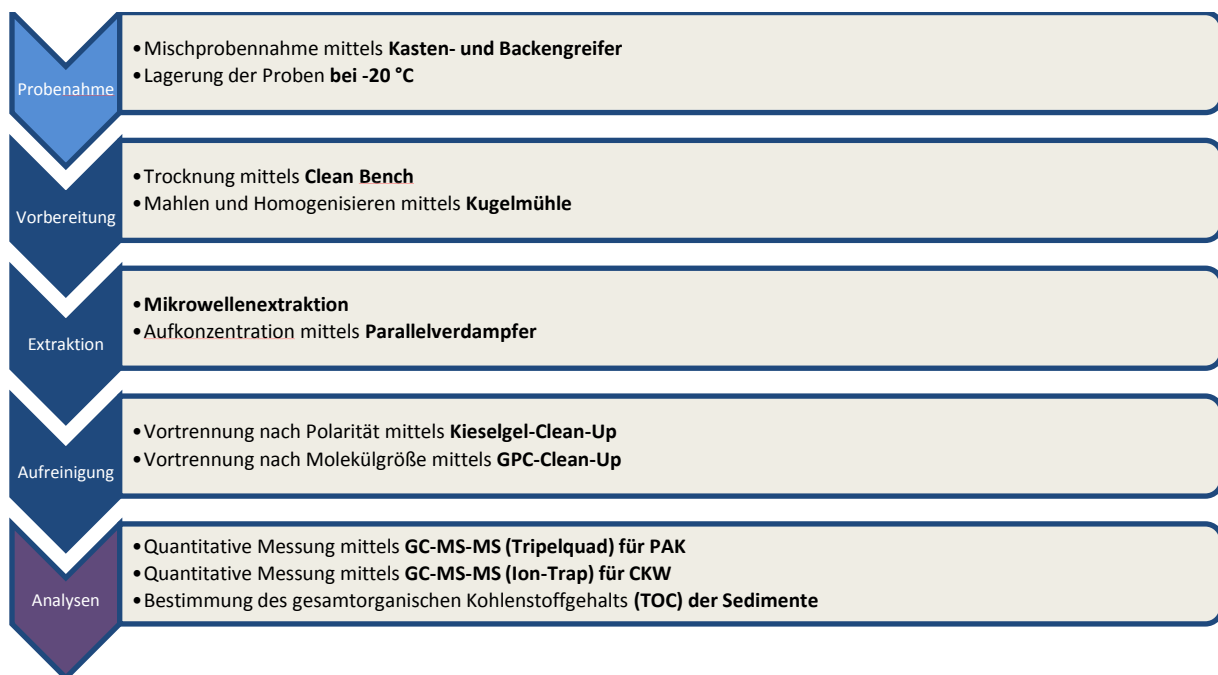 Probenahme
•Mischprobennahme mittels Kasten- und Backengreifer
•Lagerung der Proben bei -20 °C
Vorbereitung
•Trocknung mittels Clean Bench
•Mahlen und Homogenisieren mittels Kugelmühle
Extraktion
•Mikrowellenextraktion
•Aufkonzentration mittels Parallelverdampfer
Aufreinigung
•Vortrennung nach Polarität mittels Kieselgel-Clean-Up
•Vortrennung nach Molekülgröße mittels GPC-Clean-Up
Analysen
•Quantitative Messung mittels GC-MS-MS (Tripelquad) für PAK
•Quantitative Messung mittels GC-MS-MS (Ion-Trap) für CKW
•Bestimmung des gesamtorganischen Kohlenstoffgehalts (TOC) der Sedimente